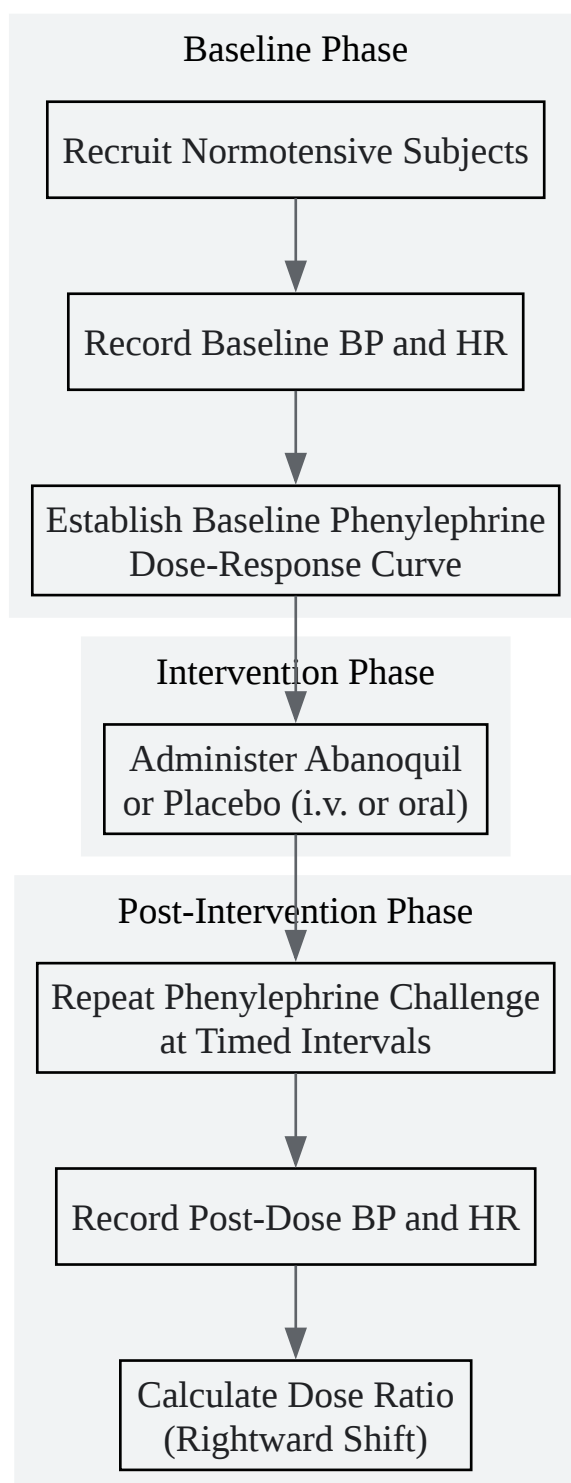 Baseline Phase
Recruit Normotensive Subjects
Record Baseline BP and HR
Establish Baseline Phenylephrine
Dose-Response Curve
Intervention Phase
Administer Abanoquil
or Placebo (i.v. or oral)
Post-Intervention Phase
Repeat Phenylephrine Challenge
at Timed Intervals
Record Post-Dose BP and HR
Calculate Dose Ratio
(Rightward Shift)